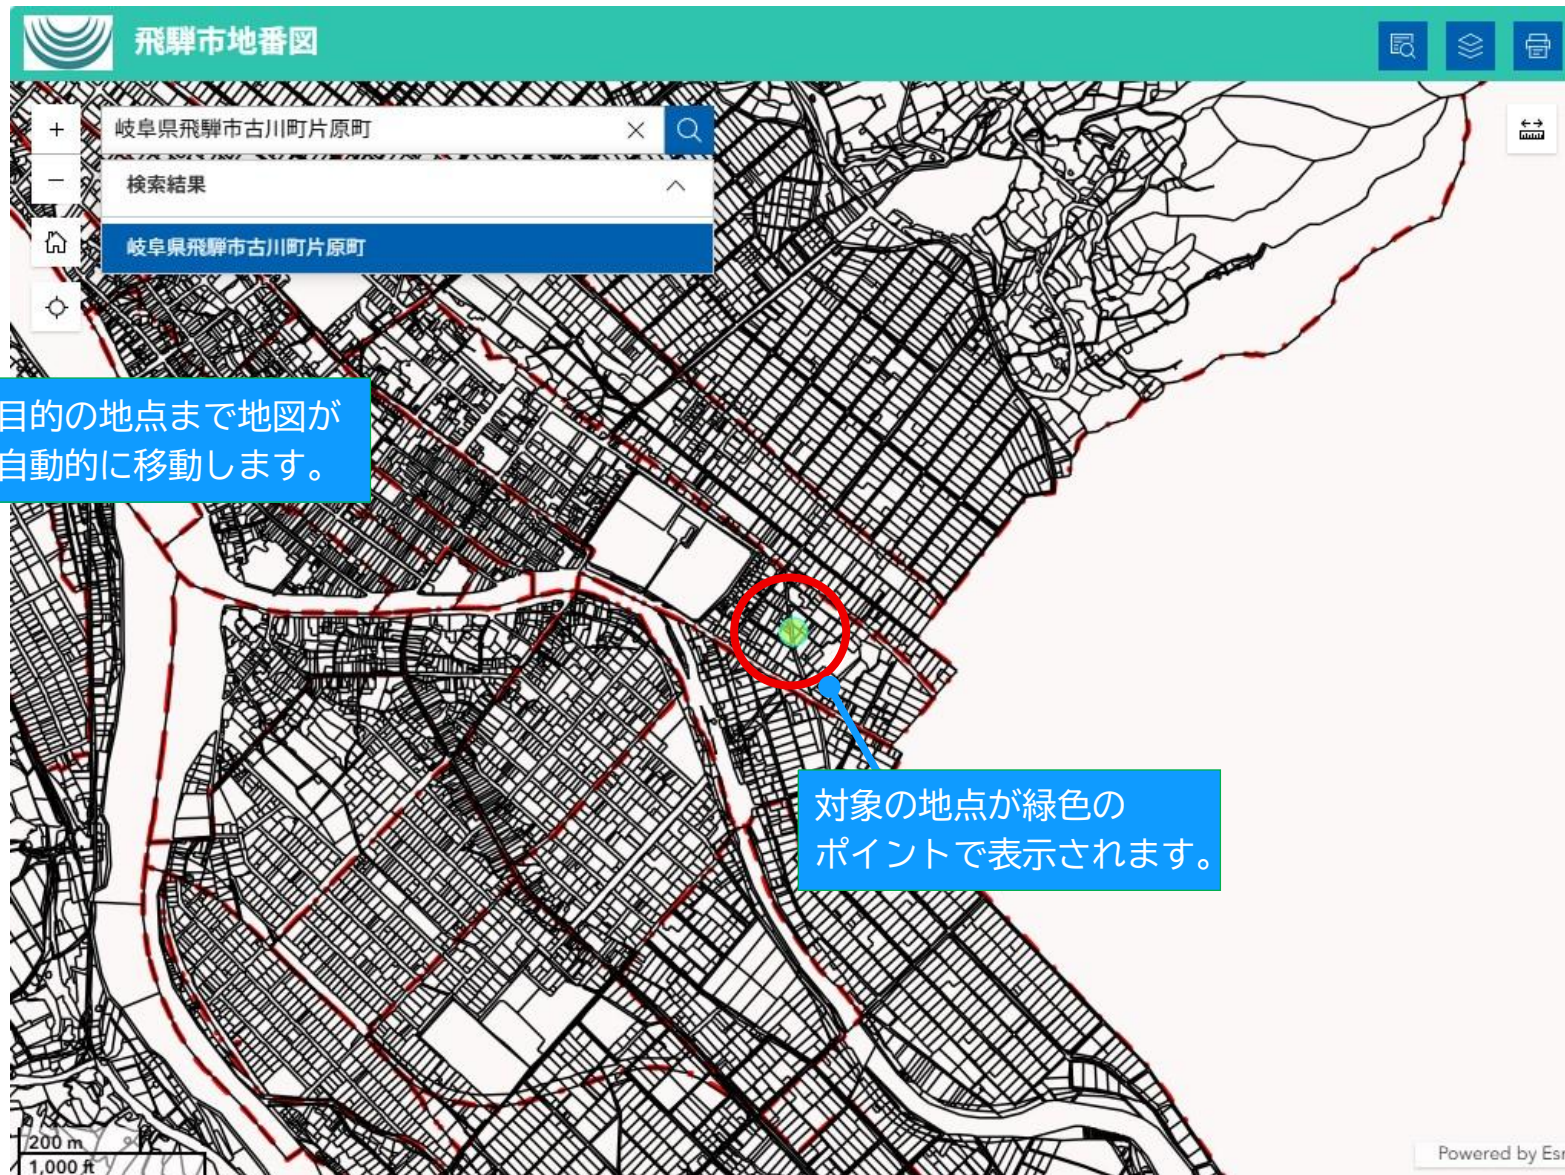 飛騨市地番図
岐阜県飛騨市古川町片原町
検索結果
岐阜県飛騨市古川町片原町
目的の地点まで地図が
自動的に移動します。
対象の地点が緑色の
ポイントで表示されます。
200 m
1,000 ft
Powered by Esr